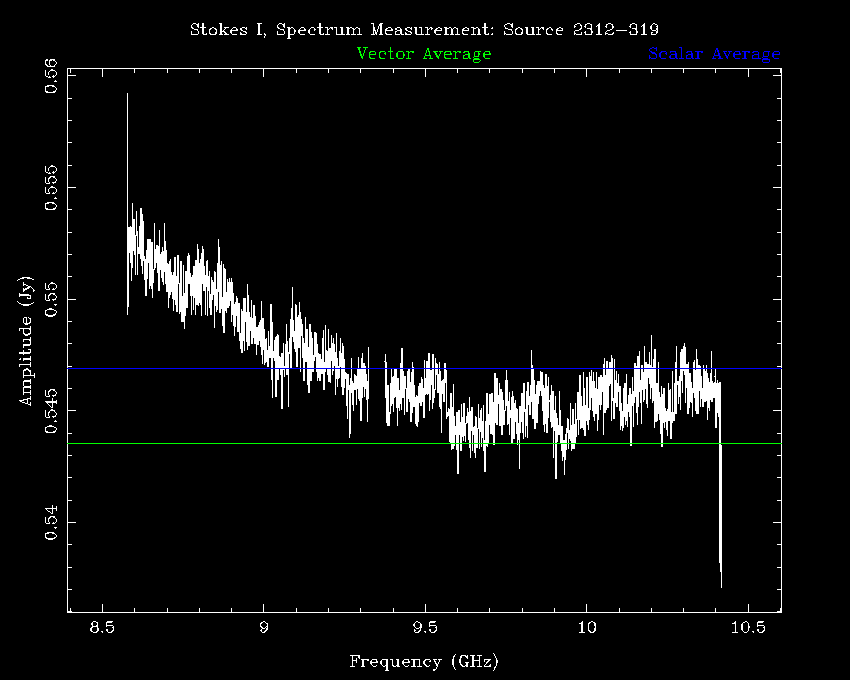 Stokes I, Spectrum Measurement: Source 2312-319
Vector Average
Scalar Average
0.56
0.555
0.55
0.545
0.54
Amplitude (Jy)
8.5
9
9.5
10
10.5
Frequency (GHz)